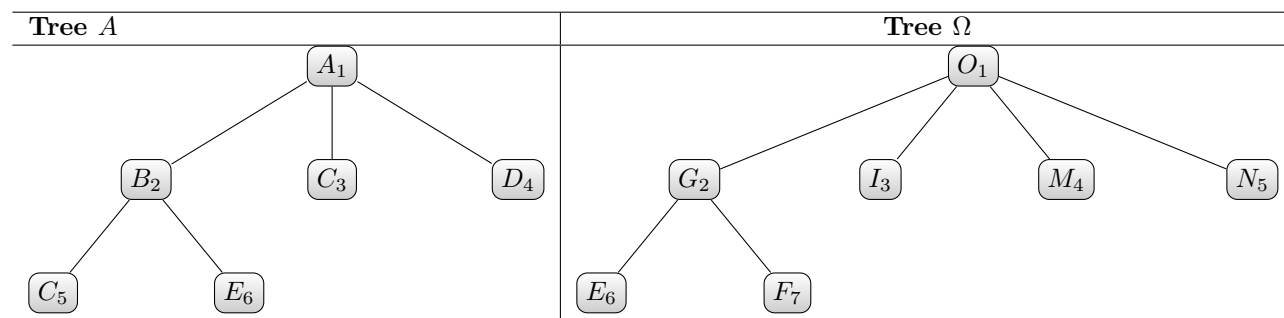 Tree A Tree Ω
A₁ O₁
B₂ C₃ D₄ G₂ I₃ M₄ N₅
C₅ E₆ E₆ F₇